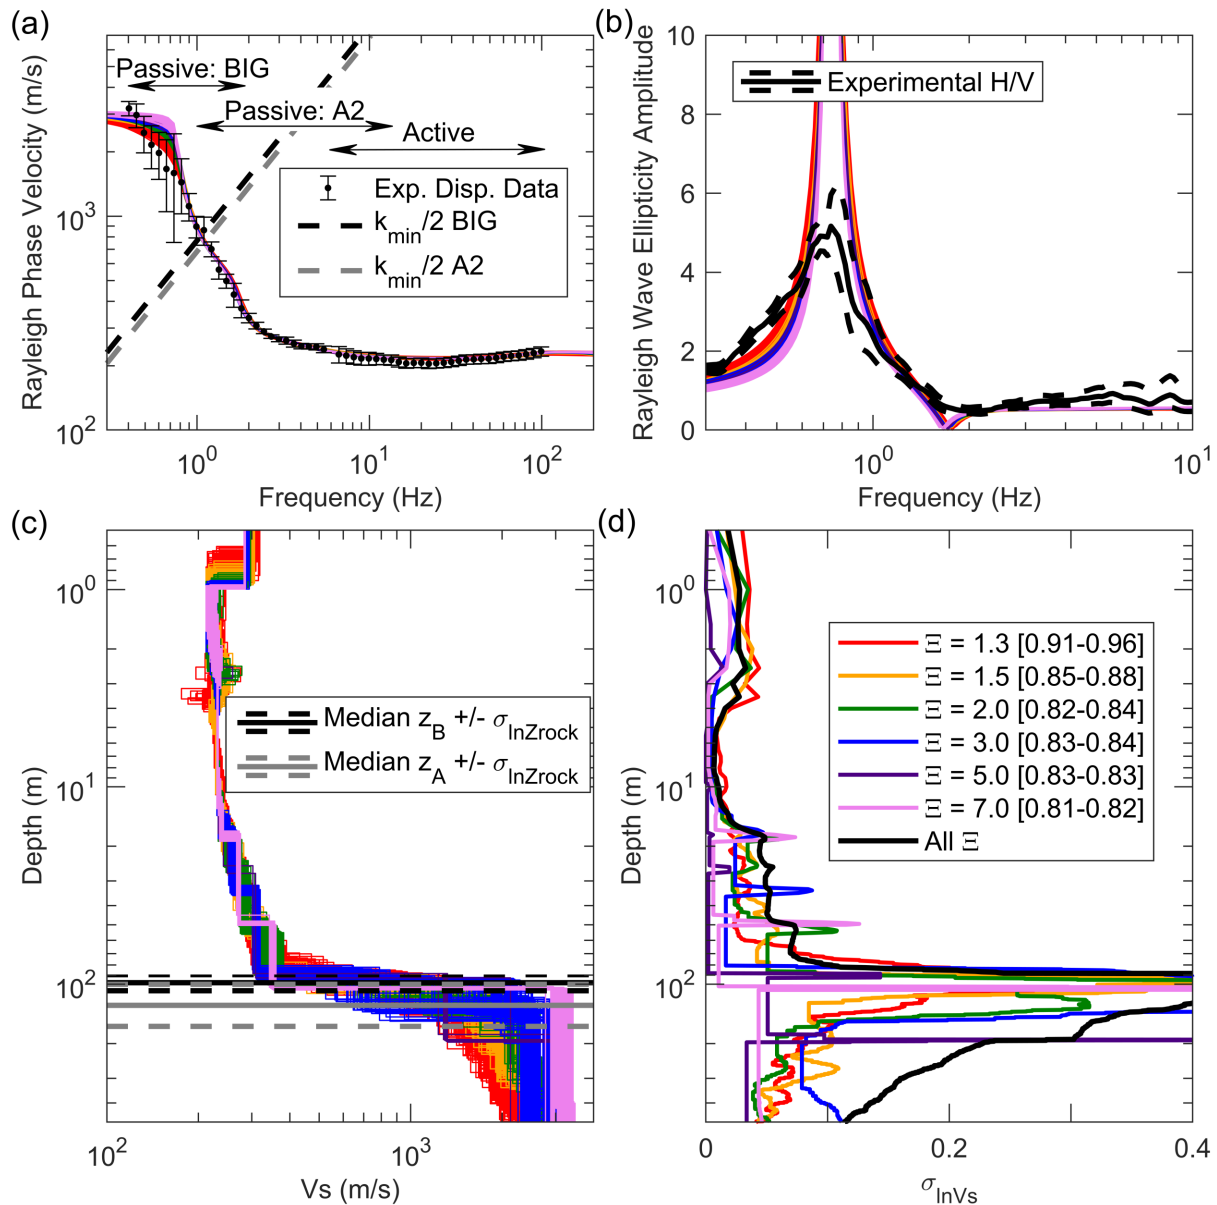 (a)
Rayleigh Phase Velocity (m/s)
10^3
10^2
Passive: BIG
Passive: A2
Active
Exp. Disp. Data
k_min/2 BIG
k_min/2 A2
10^0
10^1
10^2
Frequency (Hz)
(b)
Rayleigh Wave Ellipticity Amplitude
10
8
6
4
2
0
Experimental H/V
10^0
10^1
Frequency (Hz)
(c)
Depth (m)
10^0
10^1
10^2
Median z_B +/- σ_lnZrock
Median z_A +/- σ_lnZrock
10^2
10^3
Vs (m/s)
(d)
Depth (m)
10^0
10^1
10^2
Ξ = 1.3 [0.91-0.96]
Ξ = 1.5 [0.85-0.88]
Ξ = 2.0 [0.82-0.84]
Ξ = 3.0 [0.83-0.84]
Ξ = 5.0 [0.83-0.83]
Ξ = 7.0 [0.81-0.82]
All Ξ
0
0.2
0.4
σ_lnVs